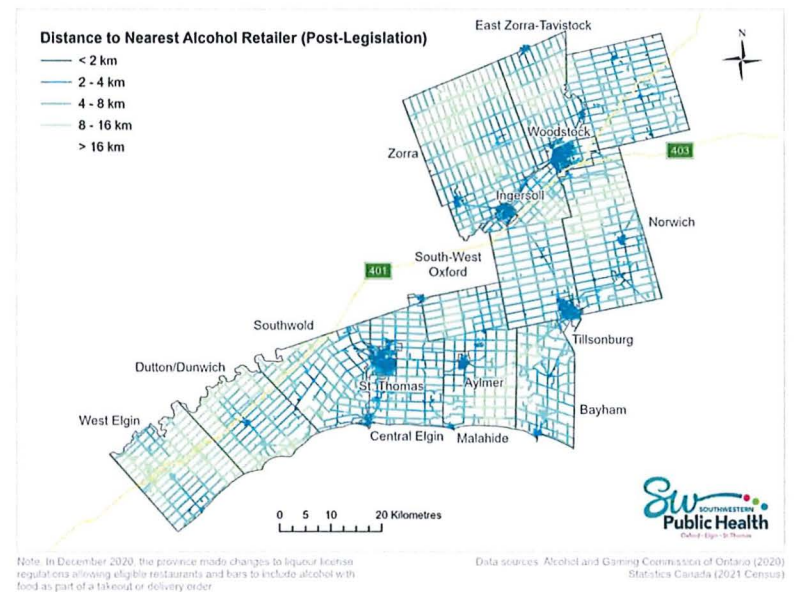 Distance to Nearest Alcohol Retailer (Post-Legislation)
< 2 km
2 - 4 km
4 - 8 km
8 - 16 km
> 16 km
East Zorra-Tavistock
N
Woodstock
Zorra
403
Ingersoll
Norwich
South-West
Oxford
401
Southwold
Tillsonburg
Dutton/Dunwich
St. Thomas
Aylmer
West Elgin
Bayham
Central Elgin
Malahide
0 5 10 20 Kilometres
SW SOUTHWESTERN
Public Health
Oxford · Elgin · St. Thomas
Note: In December 2020, the province made changes to liqueur license
regulations allowing eligible restaurants and bars to include alcohol with
food as part of a takeout or delivery order
Data sources: Alcohol and Gaming Commission of Ontario (2020)
Statistics Canada (2021 Census)